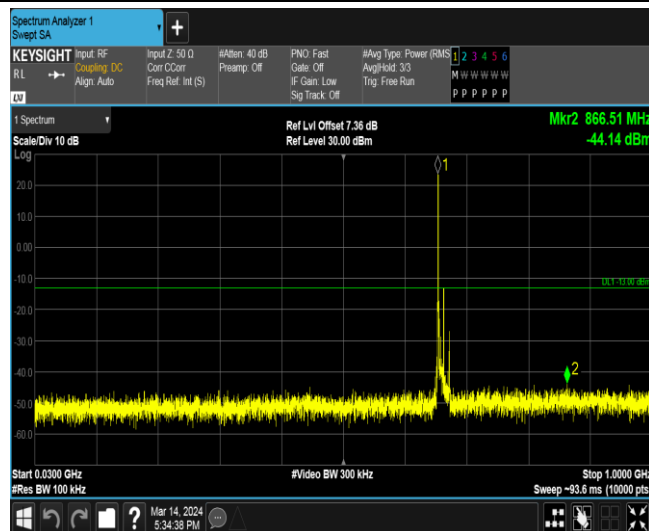 Spectrum Analyzer 1
Swept SA
+
KEYSIGHT
RL
LXI
Input: RF
Coupling: DC
Align: Auto
Input Z: 50 Ω
Corr CCorr
Freq Ref: Int (S)
#Atten: 40 dB
Preamp: Off
PNO: Fast
Gate: Off
IF Gain: Low
Sig Track: Off
#Avg Type: Power (RMS
Avg|Hold: 3/3
Trig: Free Run
1 2 3 4 5 6
M W W W W W
P P P P P P
1 Spectrum
Scale/Div 10 dB
Ref Lvl Offset 7.36 dB
Ref Level 30.00 dBm
Mkr2 866.51 MHz
-44.14 dBm
Log
1
20.0
10.0
0.00
-10.0
DL1 -13.00 dBm
-20.0
-30.0
-40.0
2
-50.0
-60.0
Start 0.0300 GHz
#Video BW 300 kHz
Stop 1.0000 GHz
#Res BW 100 kHz
Sweep ~93.6 ms (10000 pts
?
Mar 14, 2024
5:34:38 PM